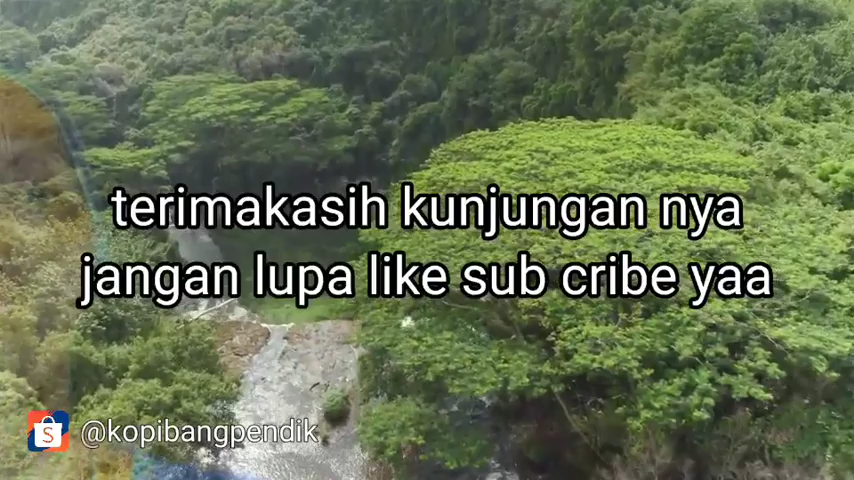 terimakasih kunjungan nya
jangan lupa like sub cribe yaa
@kopibangpendik